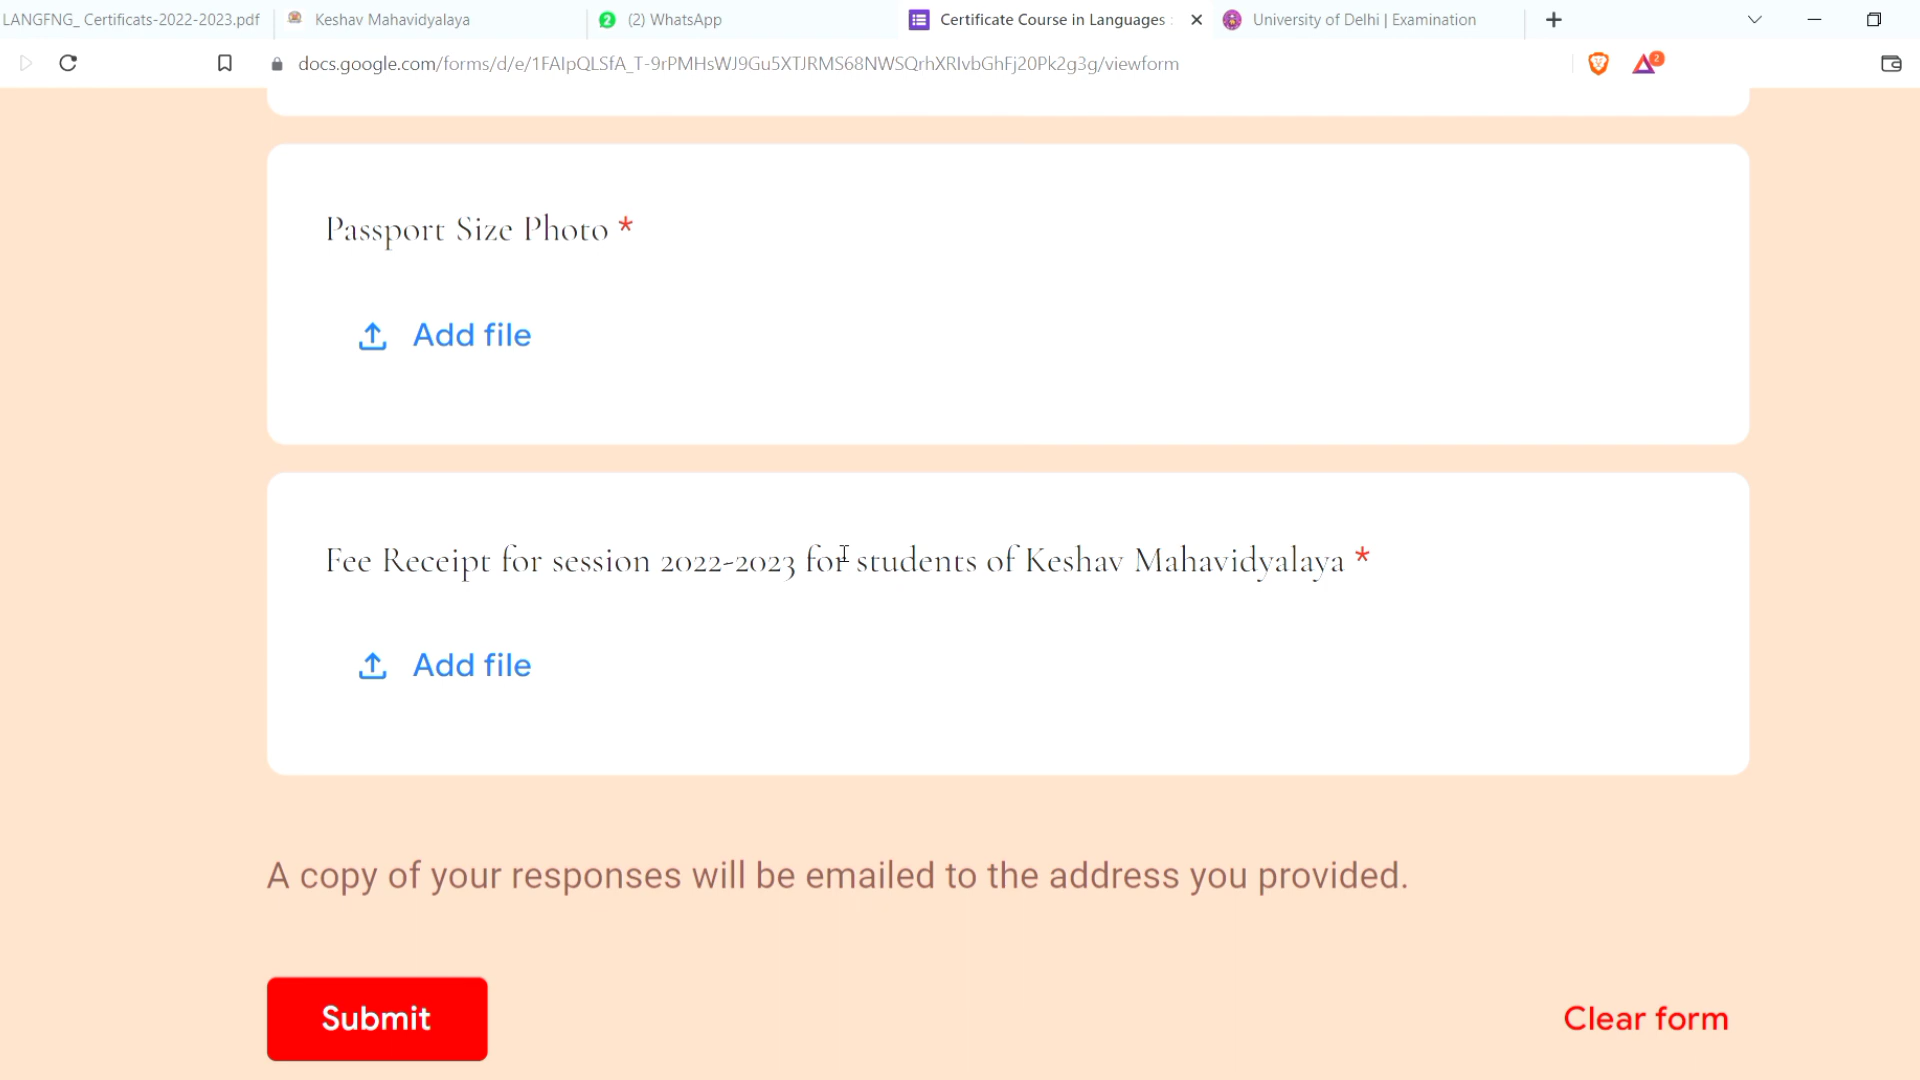 LANGFNG_ Certificats-2022-2023.pdf
Keshav Mahavidyalaya
2
(2) WhatsApp
Certificate Course in Languages :
University of Delhi | Examination
docs.google.com/forms/d/e/1FAIpQLSfA_T-9rPMHsWJ9Gu5XTJRMS68NWSQrhXRIvbGhFj20Pk2g3g/viewform
2
Passport Size Photo *
Add file
Fee Receipt for session 2022-2023 for students of Keshav Mahavidyalaya *
Add file
A copy of your responses will be emailed to the address you provided.
Submit
Clear form